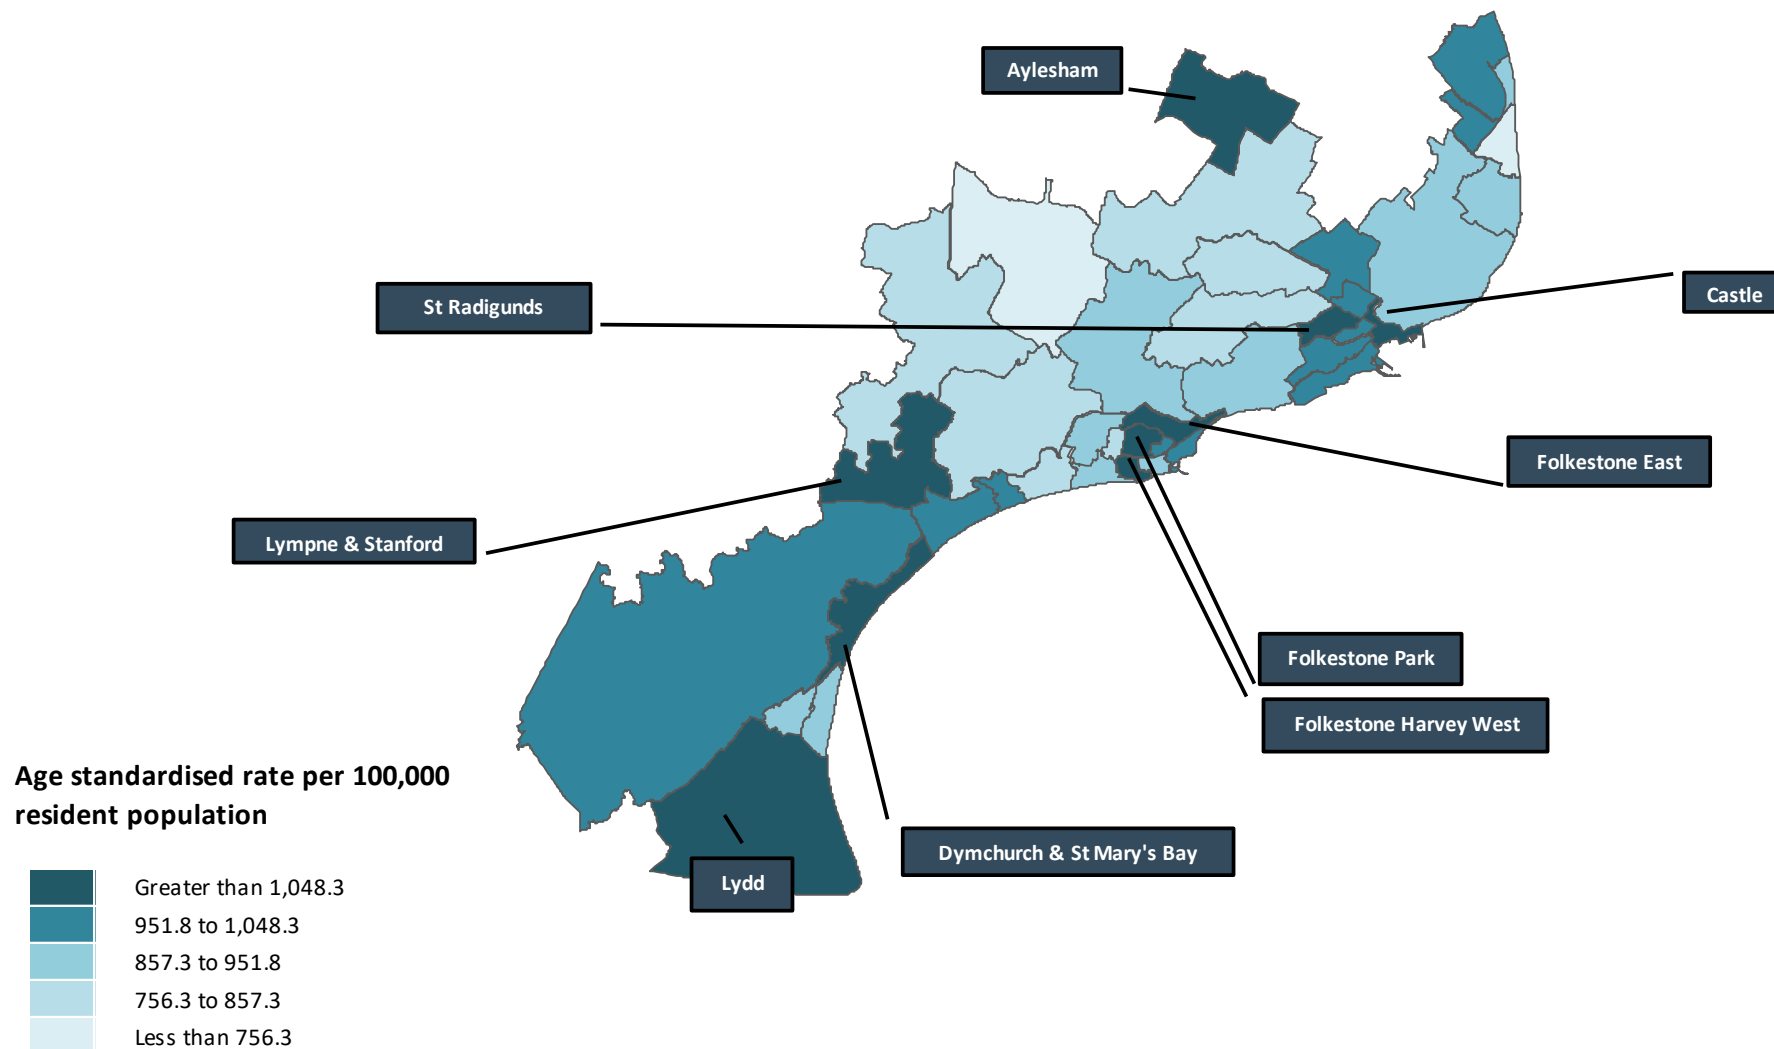 Aylesham
St Radigunds
Castle
Folkestone East
Lympne & Stanford
Folkestone Park
Folkestone Harvey West
Dymchurch & St Mary's Bay
Lydd
Age standardised rate per 100,000
resident population
Greater than 1,048.3
951.8 to 1,048.3
857.3 to 951.8
756.3 to 857.3
Less than 756.3